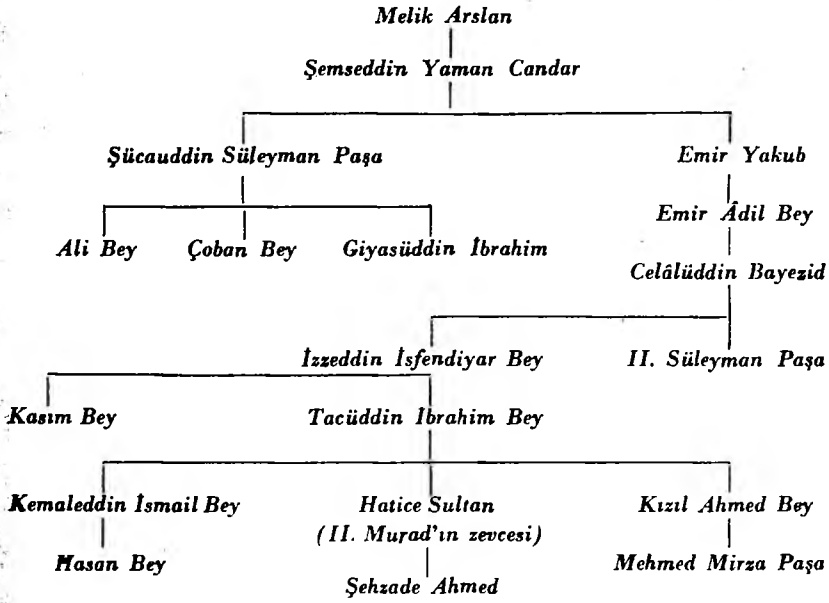 Melik Arslan
Şemseddin Yaman Candar
Şücauddin Süleyman Paşa Emir Yakub
Emir Âdil Bey
Ali Bey Çoban Bey Giyasüddin İbrahim
Celâlüddin Bayezid
İzzeddin İsfendiyar Bey II. Süleyman Paşa
Kasım Bey Tacüddin İbrahim Bey
Kemaleddin İsmail Bey Hatice Sultan Kızıl Ahmed Bey
(II. Murad'ın zevcesi)
Hasan Bey Mehmed Mirza Paşa
Şehzade Ahmed